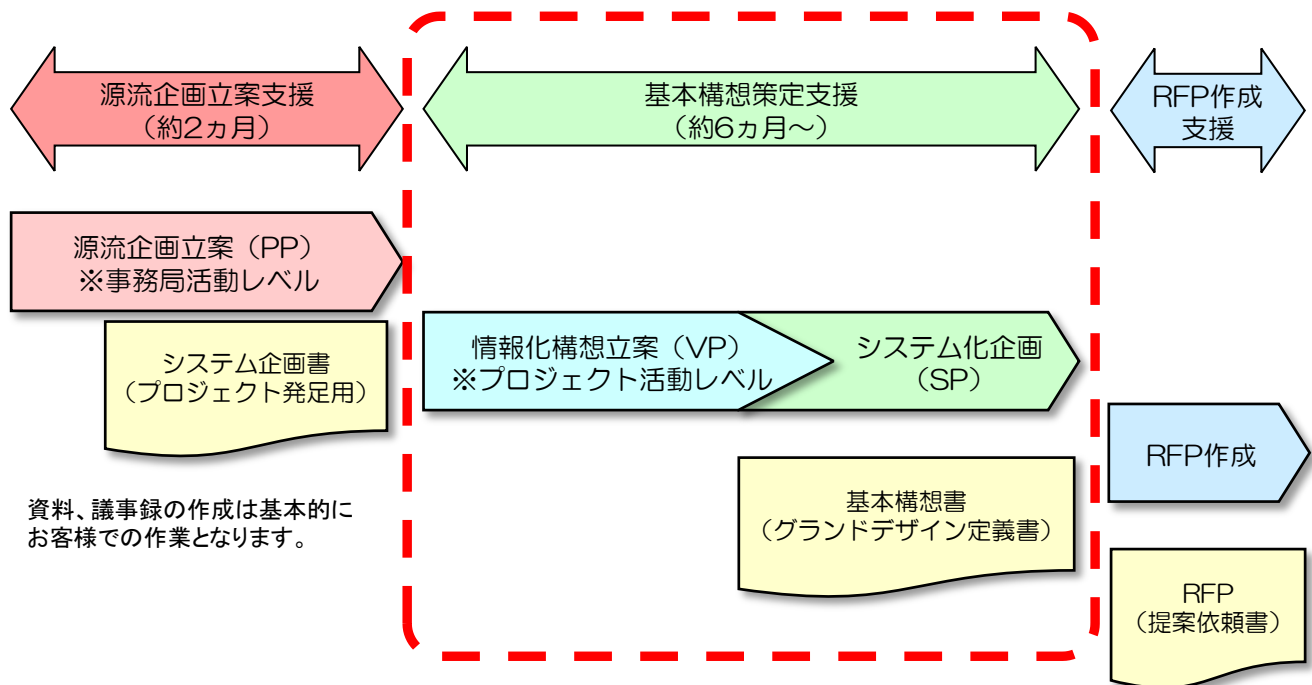 源流企画立案支援
（約2ヵ月）
基本構想策定支援
（約6ヵ月～）
RFP作成
支援
源流企画立案（PP）
※事務局活動レベル
システム企画書
（プロジェクト発足用）
情報化構想立案（VP）
※プロジェクト活動レベル
システム化企画
（SP）
RFP作成
資料、議事録の作成は基本的に
お客様での作業となります。
基本構想書
（グランドデザイン定義書）
RFP
（提案依頼書）